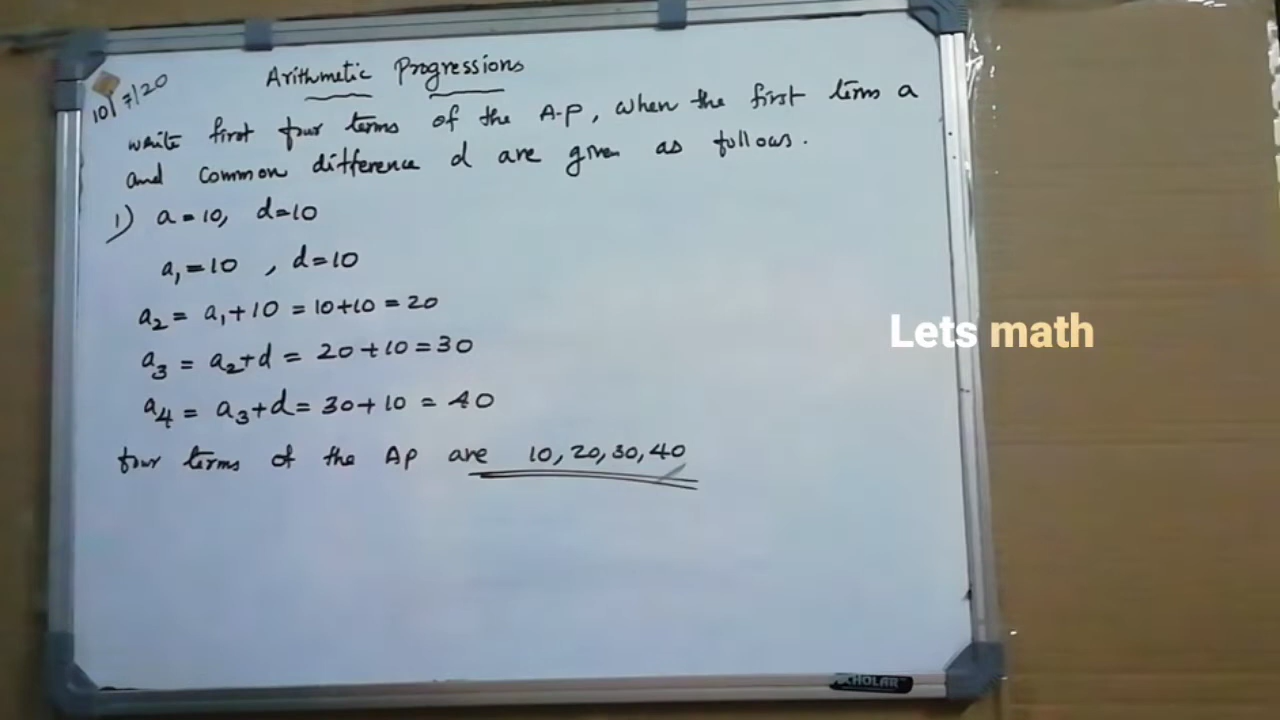 10/7/20
Arithmetic Progressions
write first four terms of the A.P, when the first term a
and common difference d are given as follows.
1) a=10, d=10
a₁=10 , d=10
a₂ = a₁+10 = 10+10 = 20
a₃ = a₂+d = 20+10=30
a₄ = a₃+d= 30+10 = 40
four terms of the AP are 10, 20, 30, 40
Lets math
SCHOLAR